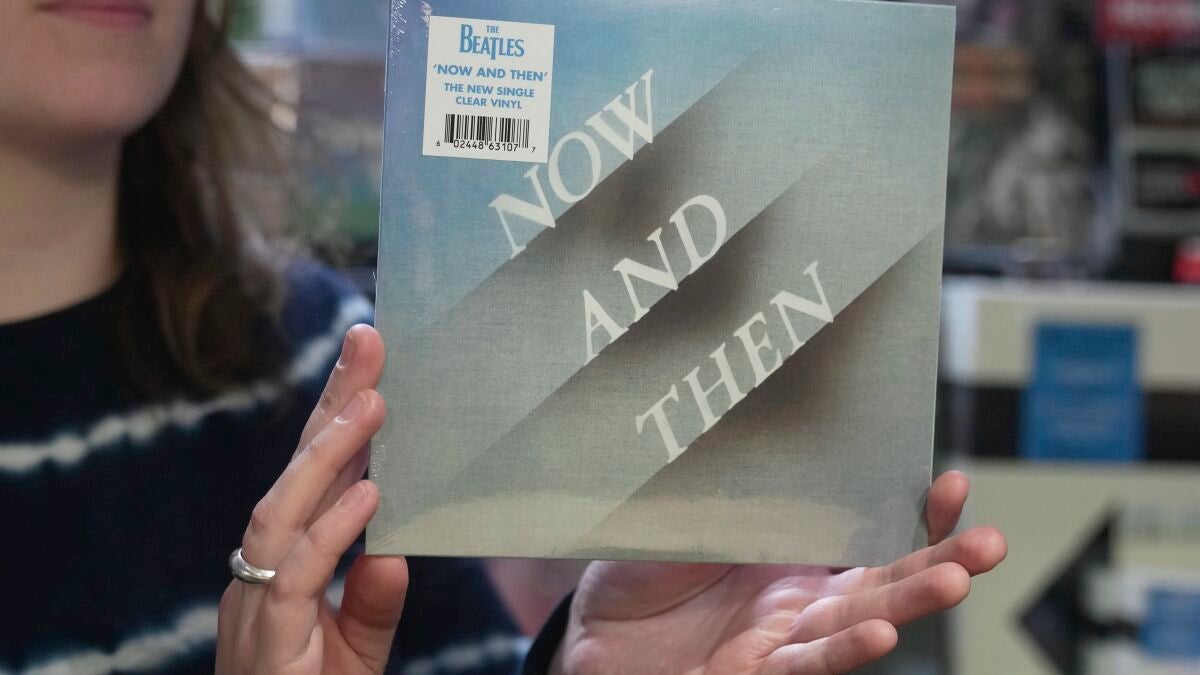 THE
BEATLES
'NOW AND THEN'
THE NEW SINGLE
CLEAR VINYL
6 02448 63107 7
NOW
AND
THEN